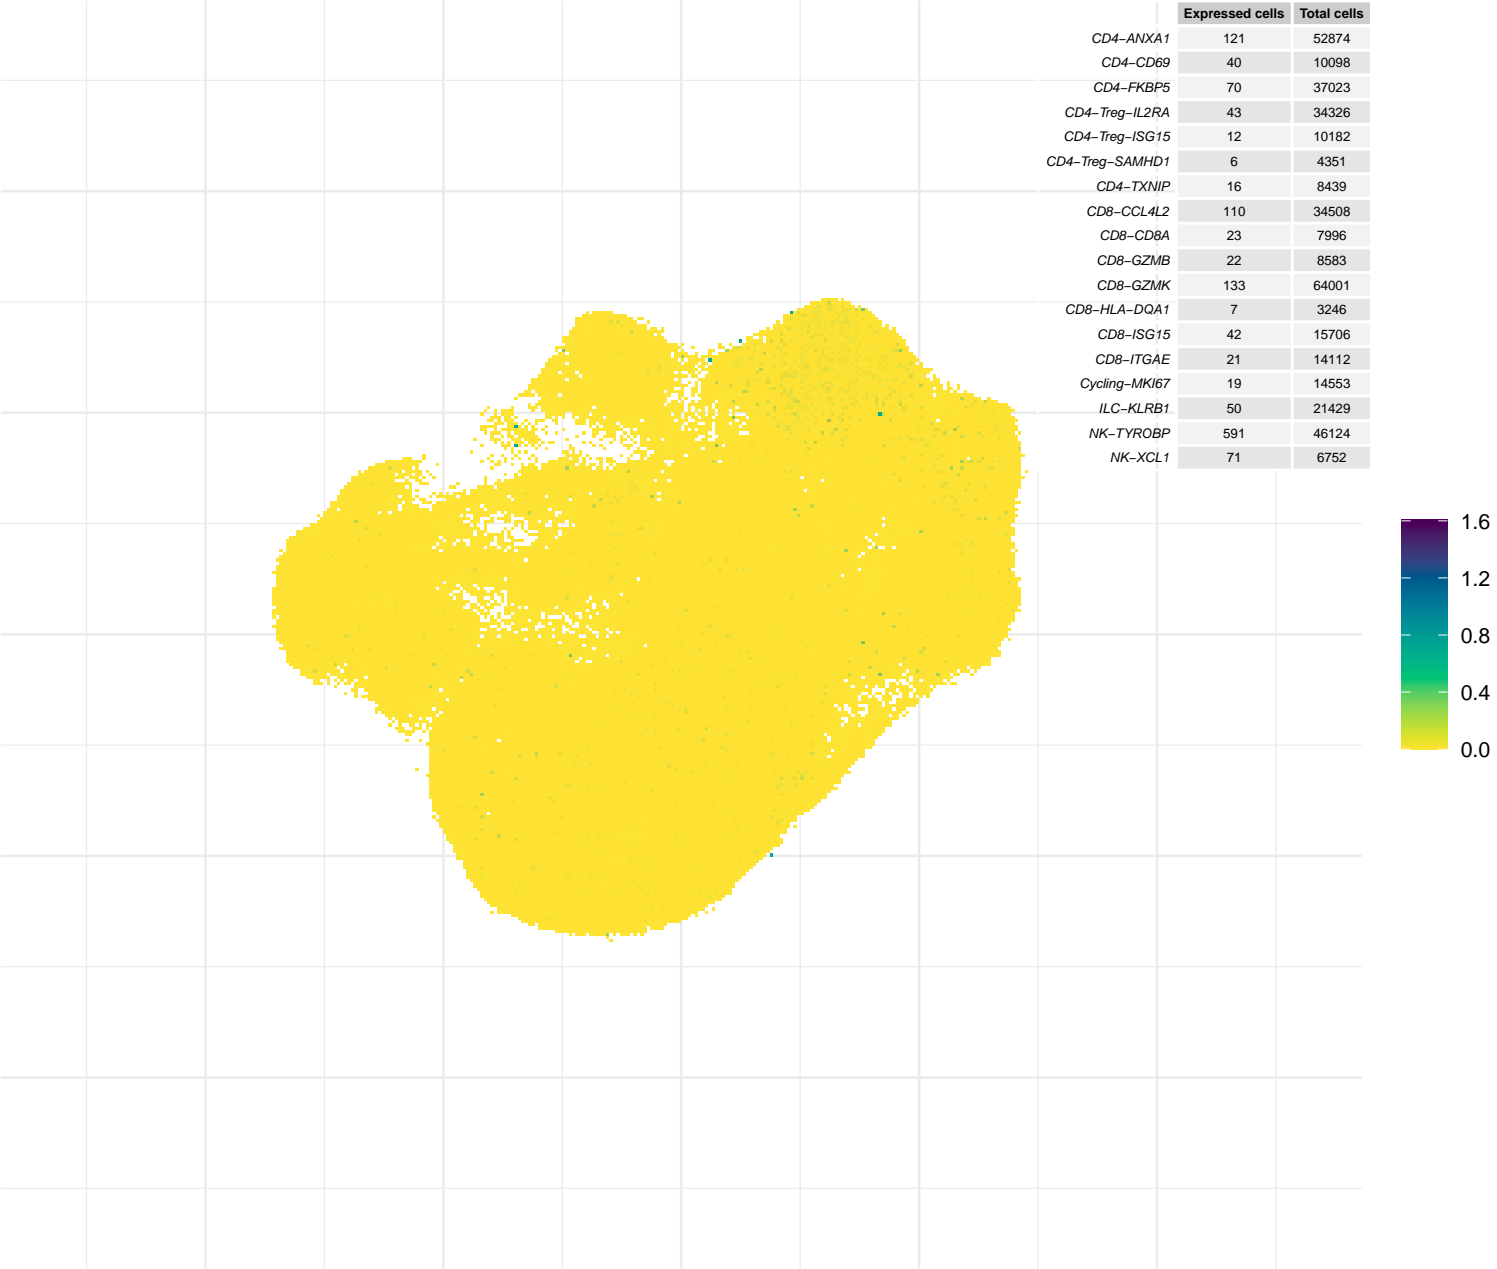 Expressed cells Total cells
CD4−ANXA1 121 52874
CD4−CD69 40 10098
CD4−FKBP5 70 37023
CD4−Treg−IL2RA 43 34326
CD4−Treg−ISG15 12 10182
CD4−Treg−SAMHD1 6 4351
CD4−TXNIP 16 8439
CD8−CCL4L2 110 34508
CD8−CD8A 23 7996
CD8−GZMB 22 8583
CD8−GZMK 133 64001
CD8−HLA−DQA1 7 3246
CD8−ISG15 42 15706
CD8−ITGAE 21 14112
Cycling−MKI67 19 14553
ILC−KLRB1 50 21429
NK−TYROBP 591 46124
NK−XCL1 71 6752
1.6
1.2
0.8
0.4
0.0